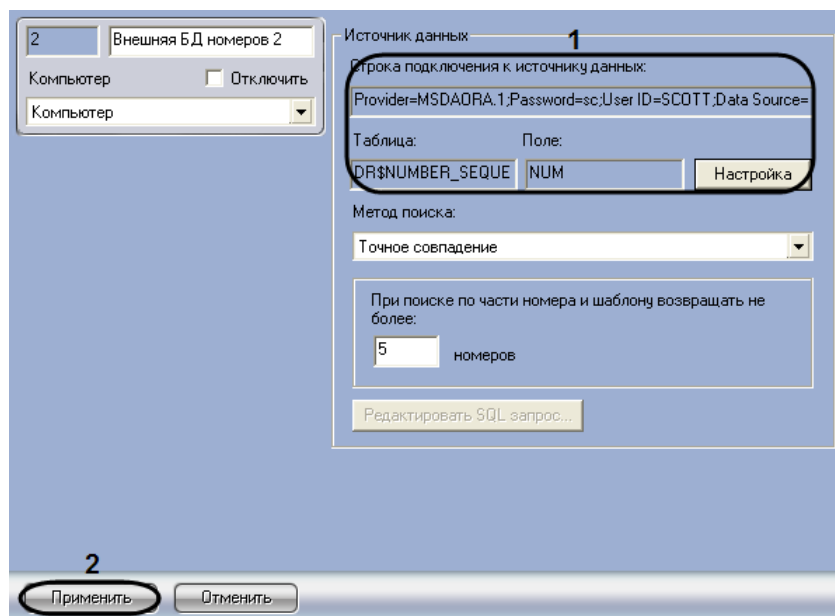 2 Внешняя БД номеров 2
Компьютер Отключить
Компьютер
Источник данных
1
Строка подключения к источнику данных:
Provider=MSDAORA.1;Password=sc;User ID=SCOTT;Data Source=
Таблица: Поле:
DR$NUMBER_SEQUE NUM Настройка
Метод поиска:
Точное совпадение
При поиске по части номера и шаблону возвращать не
более:
5 номеров
Редактировать SQL запрос...
2
Применить Отменить